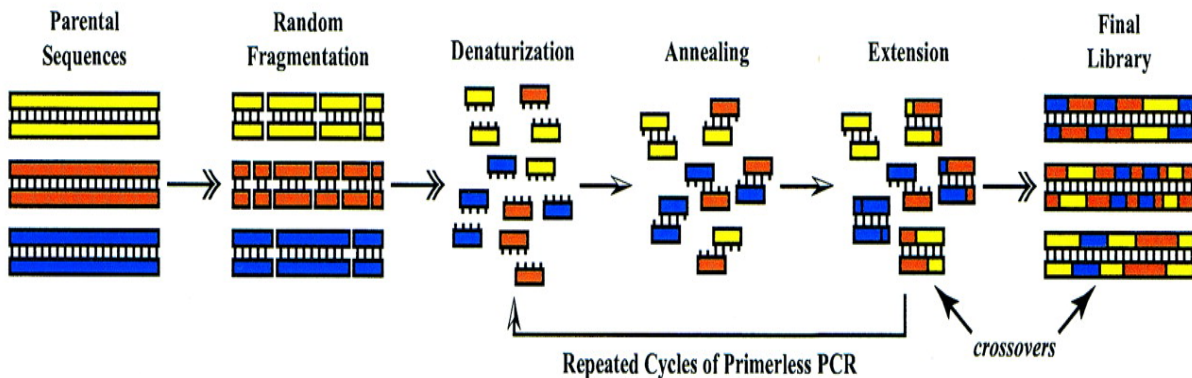 Parental
Sequences
Random
Fragmentation
Denaturization
Annealing
Extension
Final
Library
Repeated Cycles of Primerless PCR
crossovers